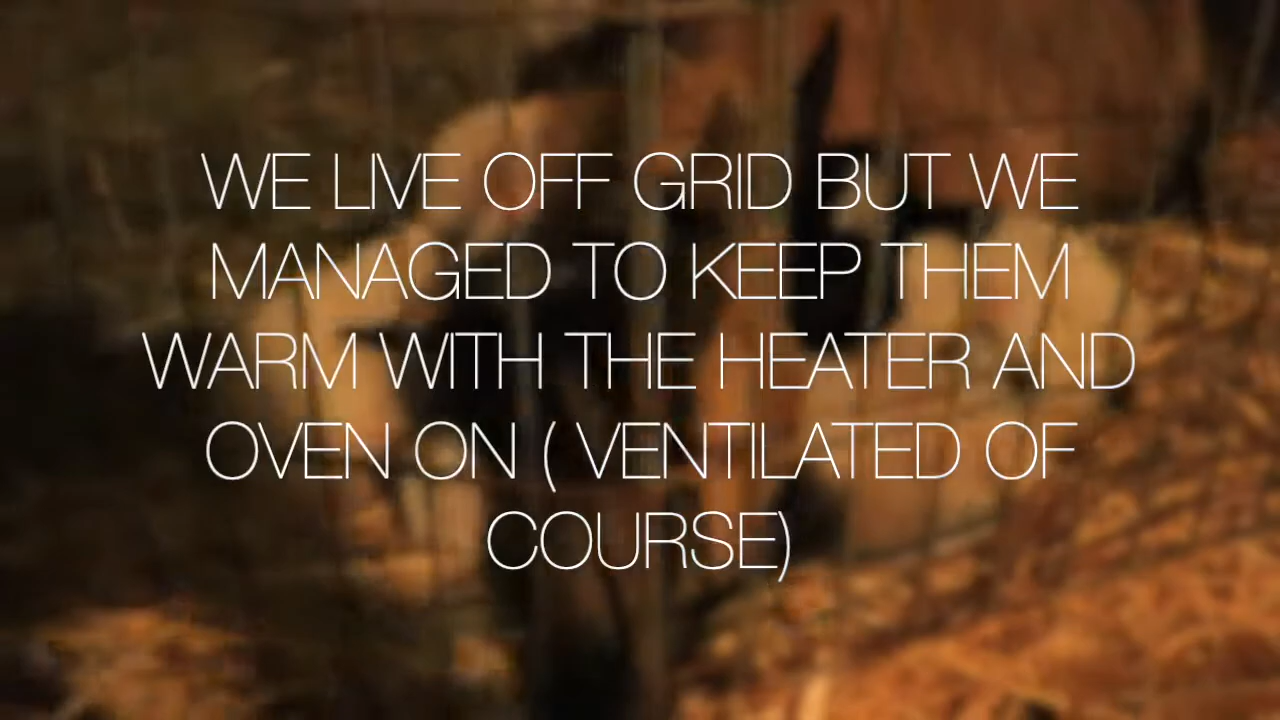 WE LIVE OFF GRID BUT WE
MANAGED TO KEEP THEM
WARM WITH THE HEATER AND
OVEN ON ( VENTILATED OF
COURSE)